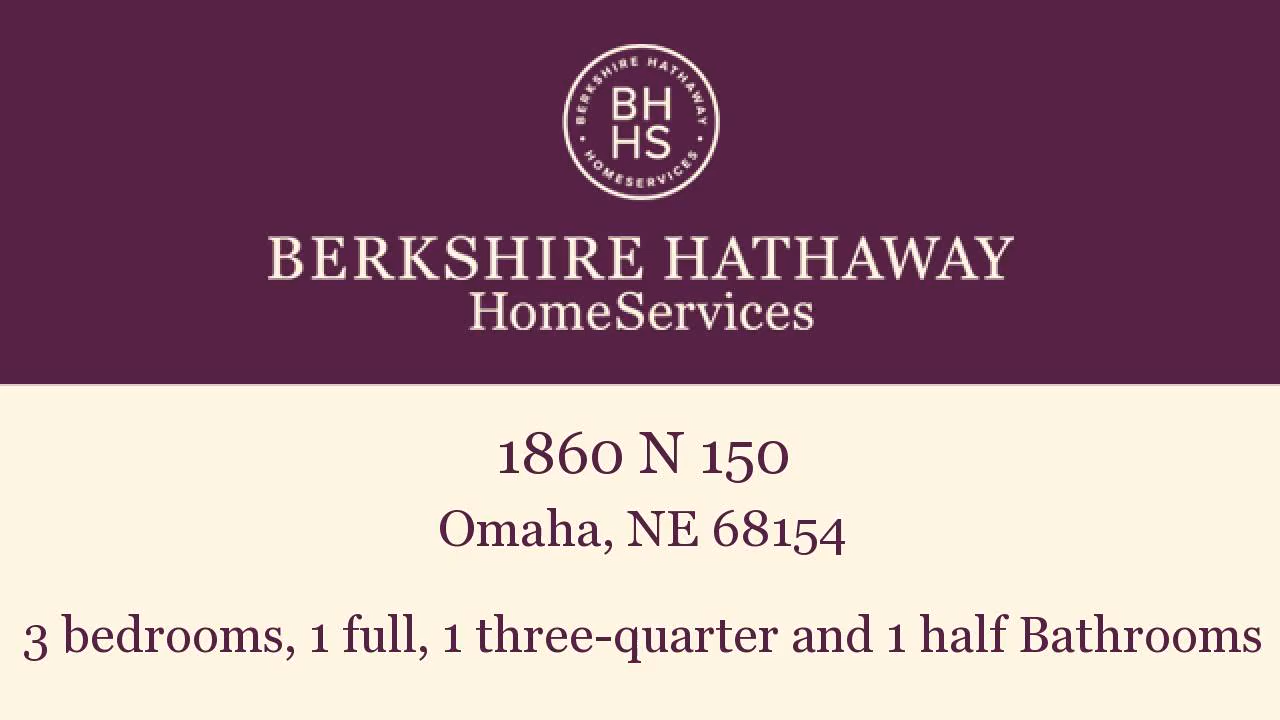 BERKSHIRE HATHAWAY
BH
HS
HOMESERVICES
BERKSHIRE HATHAWAY
HomeServices
1860 N 150
Omaha, NE 68154
3 bedrooms, 1 full, 1 three-quarter and 1 half Bathrooms